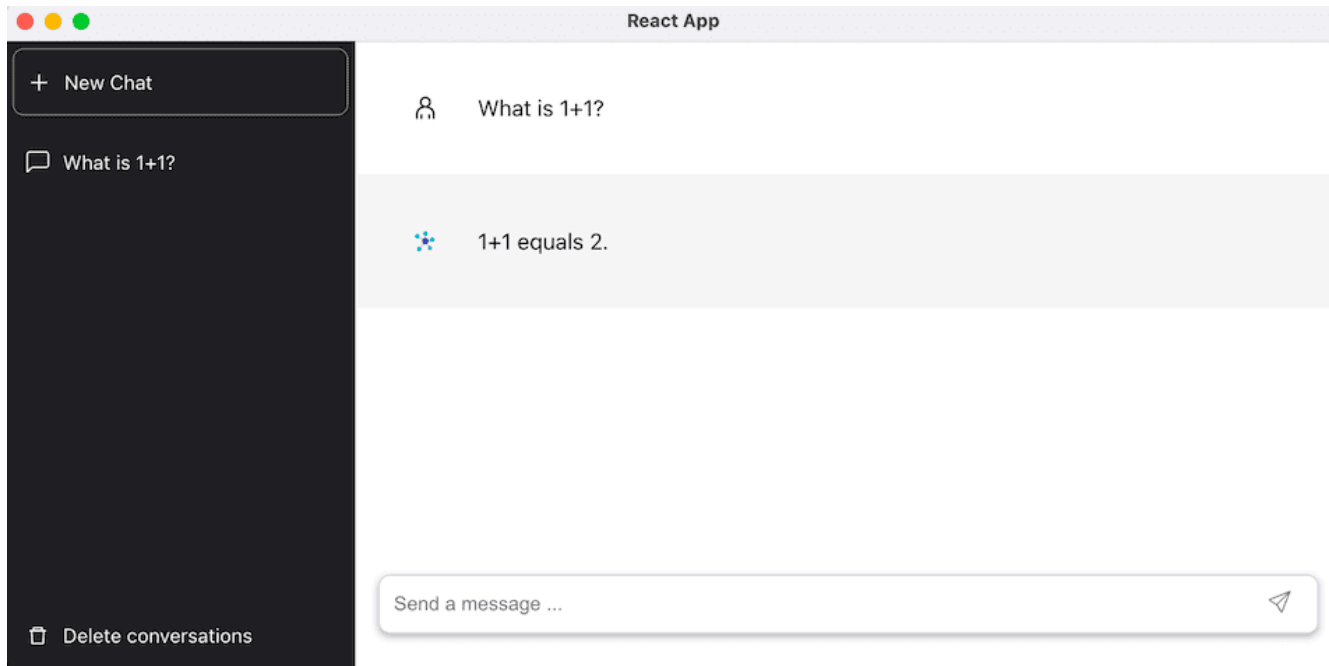 React App
New Chat
What is 1+1?
Delete conversations
What is 1+1?
1+1 equals 2.
Send a message ...